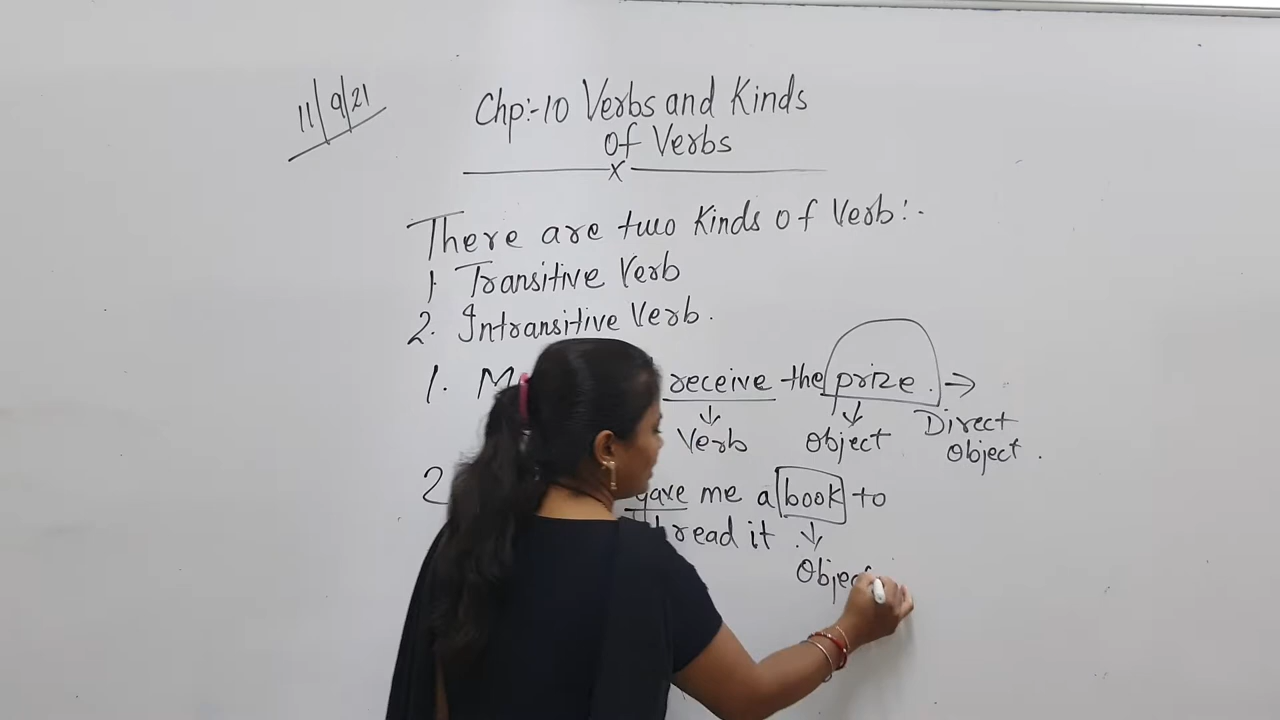 11/9/21
Chp:-10 Verbs and Kinds
of Verbs
x
There are two Kinds of Verb:-
1. Transitive Verb
2. Intransitive Verb.
1. receive the prize. →
↓ Verb ↓ Object Direct
Object.
2 gave me a book to
read it. ↓
Objec